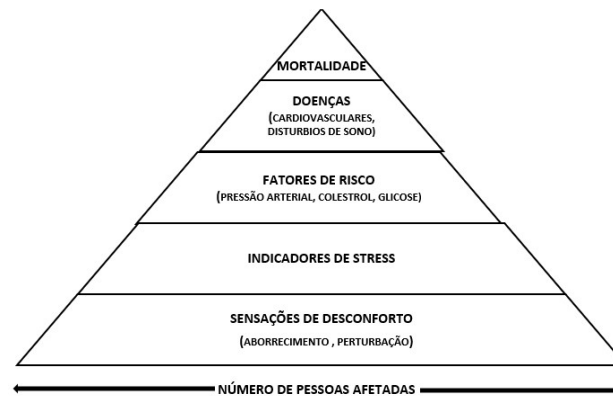 MORTALIDADE
DOENÇAS
(CARDIOVASCULARES,
DISTURBIOS DE SONO)
FATORES DE RISCO
(PRESSÃO ARTERIAL, COLESTROL, GLICOSE)
INDICADORES DE STRESS
SENSAÇÕES DE DESCONFORTO
(ABORRECIMENTO , PERTURBAÇÃO)
NÚMERO DE PESSOAS AFETADAS